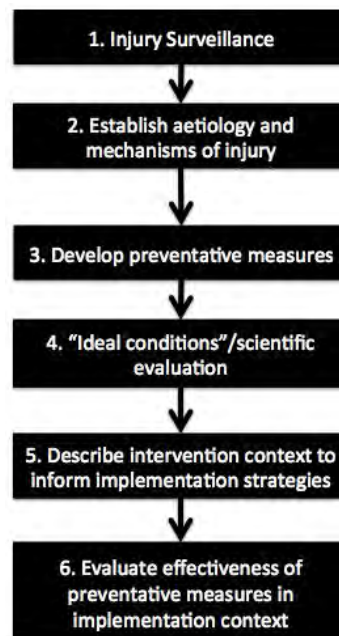 1. Injury Surveillance
2. Establish aetiology and
mechanisms of injury
3. Develop preventative measures
4. “Ideal conditions”/scientific
evaluation
5. Describe intervention context to
inform implementation strategies
6. Evaluate effectiveness of
preventative measures in
implementation context